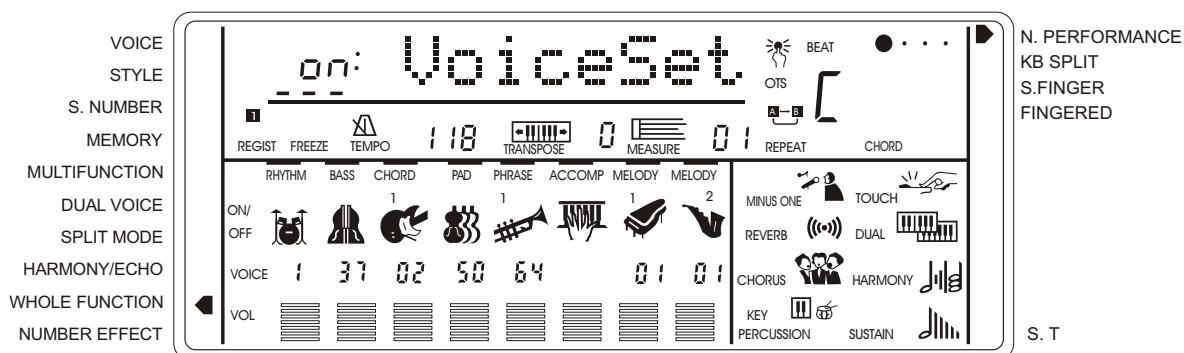 VOICE
STYLE
S. NUMBER
MEMORY
MULTIFUNCTION
DUAL VOICE
SPLIT MODE
HARMONY/ECHO
WHOLE FUNCTION
NUMBER EFFECT
on: VoiceSet
BEAT
OTS
C
A B
1
REGIST FREEZE TEMPO 118 TRANSPOSE 0 MEASURE 01 REPEAT CHORD
RHYTHM BASS CHORD PAD PHRASE ACCOMP MELODY MELODY
1 1 1 2
ON/
OFF
VOICE 1 37 02 50 64 01 01
VOL
MINUS ONE TOUCH
REVERB DUAL
CHORUS HARMONY
KEY
PERCUSSION SUSTAIN
N. PERFORMANCE
KB SPLIT
S.FINGER
FINGERED
S. T